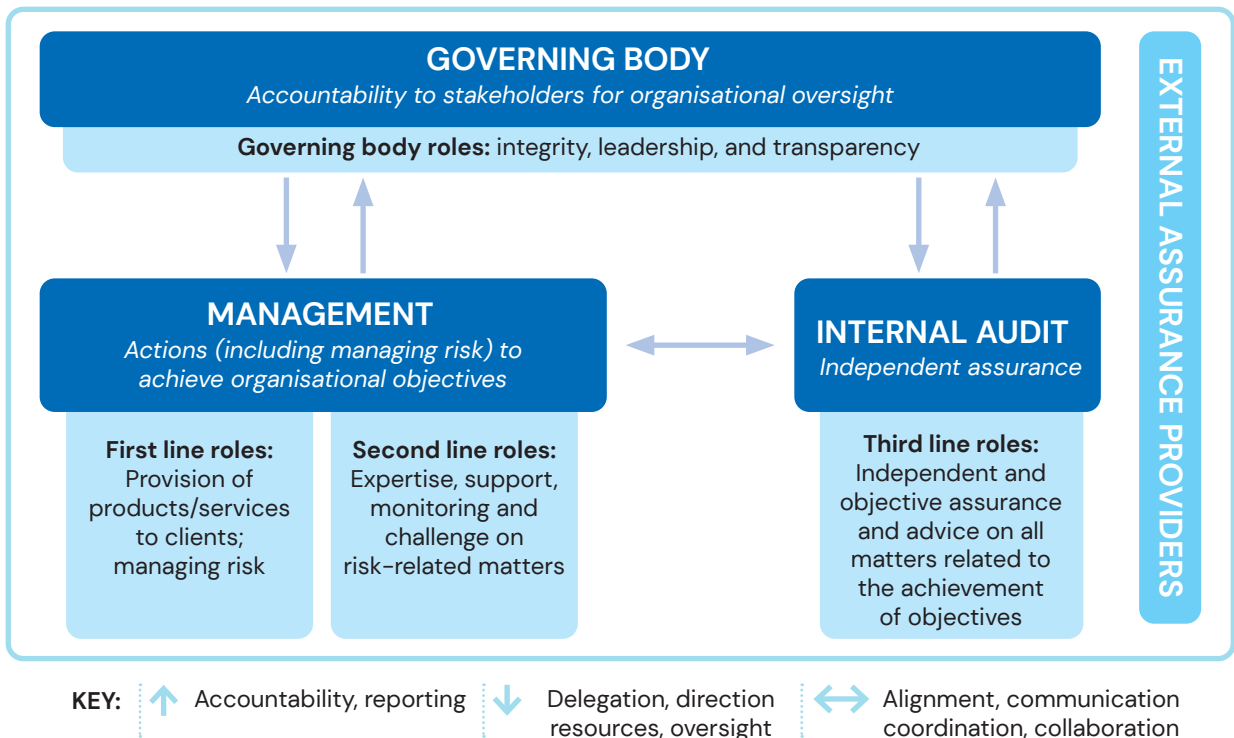 GOVERNING BODY
Accountability to stakeholders for organisational oversight
Governing body roles: integrity, leadership, and transparency
MANAGEMENT
Actions (including managing risk) to
achieve organisational objectives
First line roles:
Provision of
products/services
to clients;
managing risk
Second line roles:
Expertise, support,
monitoring and
challenge on
risk-related matters
INTERNAL AUDIT
Independent assurance
Third line roles:
Independent and
objective assurance
and advice on all
matters related to
the achievement
of objectives
EXTERNAL ASSURANCE PROVIDERS
KEY:
Accountability, reporting
Delegation, direction
resources, oversight
Alignment, communication
coordination, collaboration